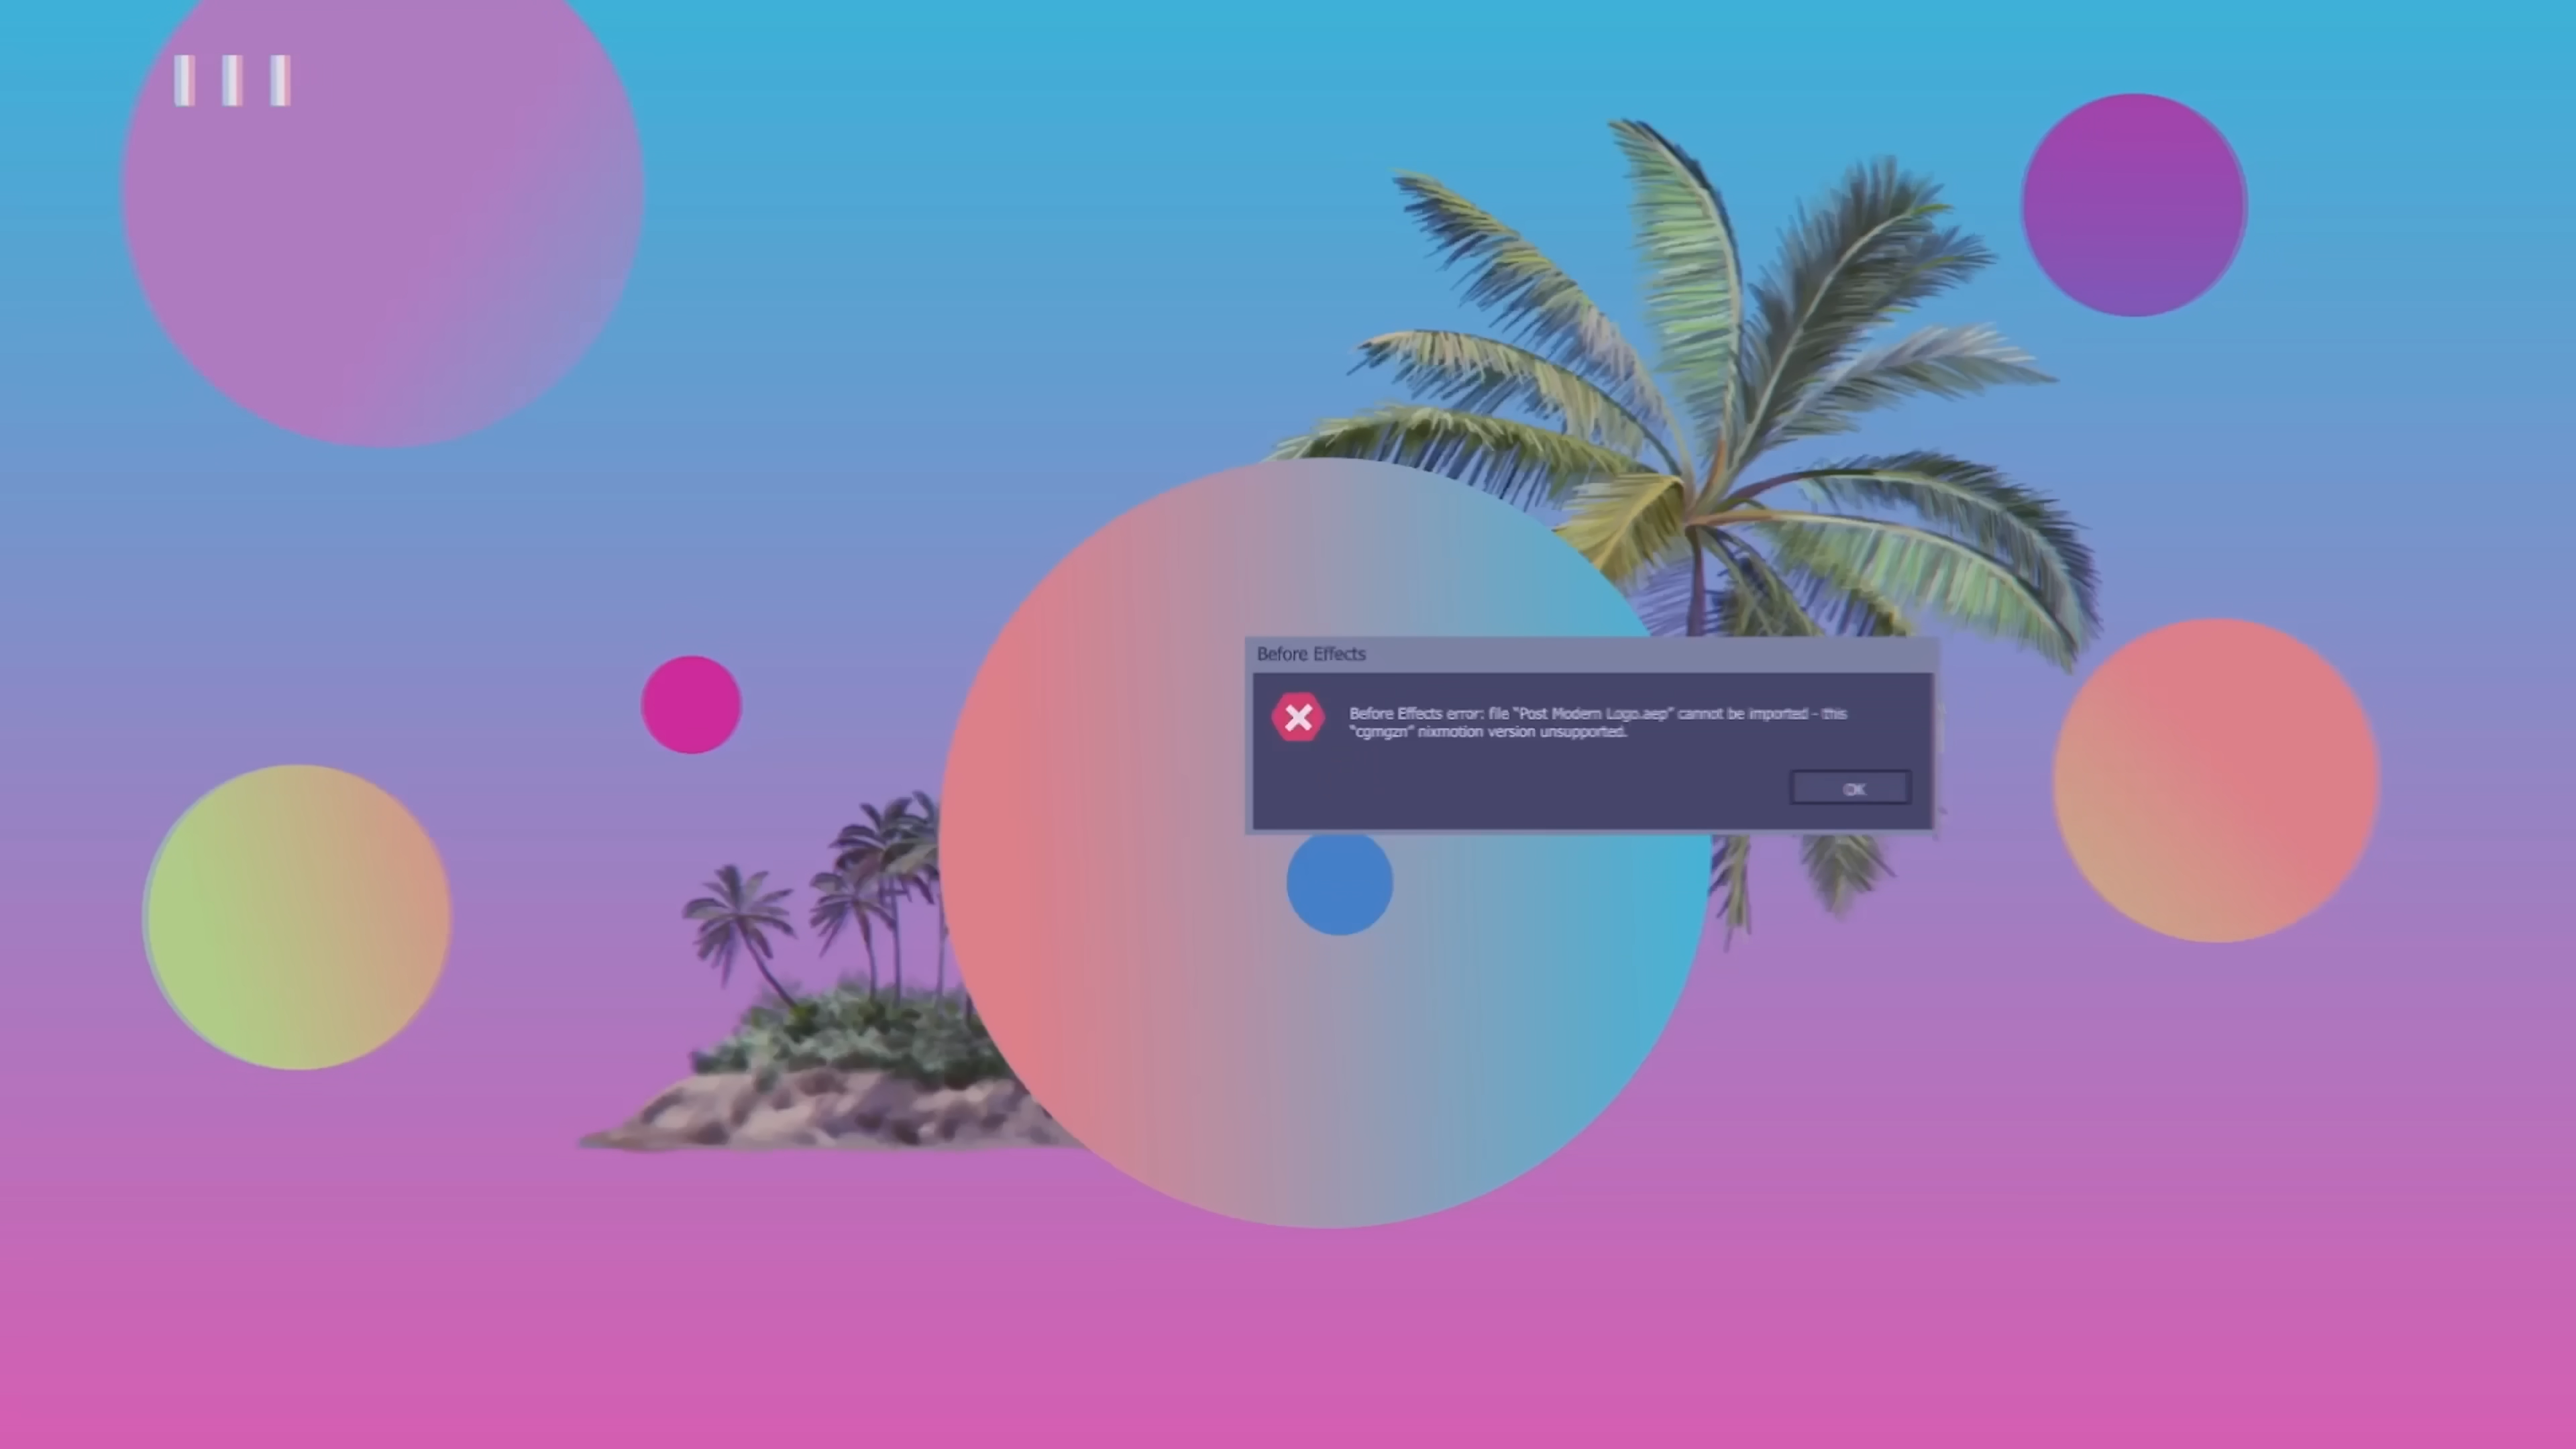 Before Effects
Before Effects error: file “Post Modern Logo.aep” cannot be imported - this
“cgmgzn” nixmotion version unsupported.
OK